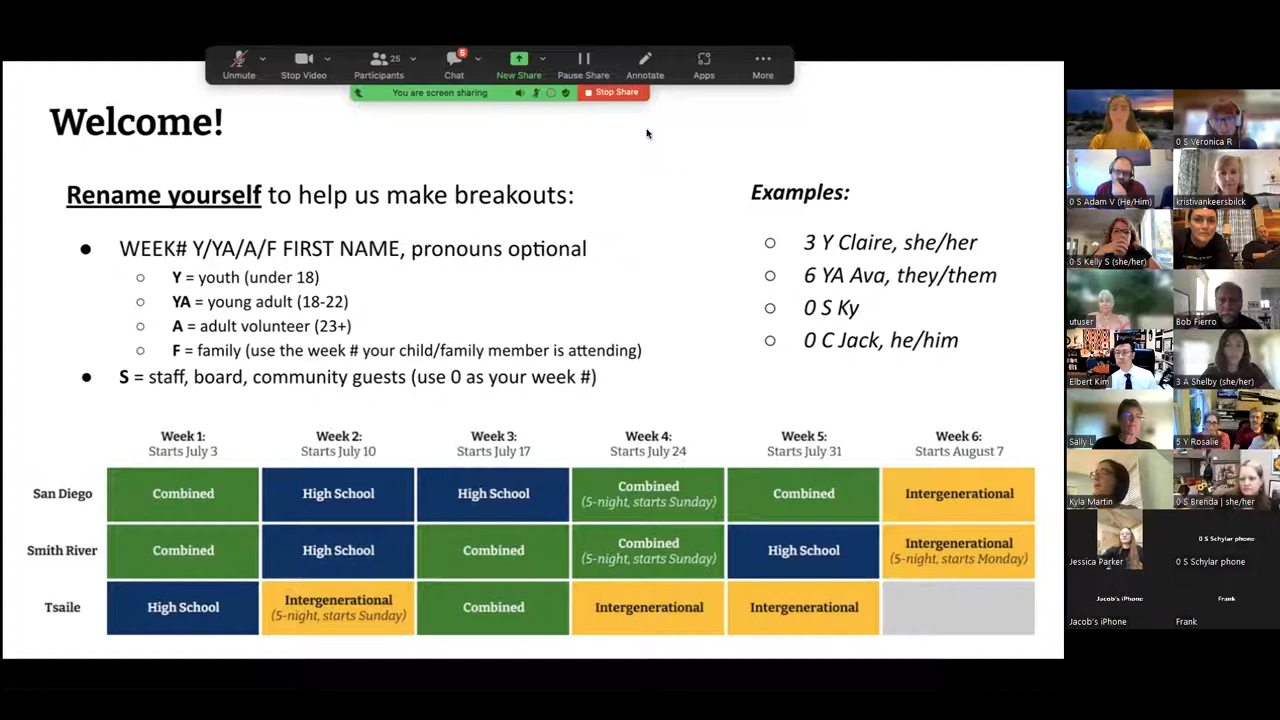 Unmute
Stop Video
25
Participants
5
Chat
New Share
Pause Share
Annotate
Apps
More
You are screen sharing
Stop Share
Welcome!
Rename yourself to help us make breakouts:
● WEEK# Y/YA/A/F FIRST NAME, pronouns optional
○ Y = youth (under 18)
○ YA = young adult (18-22)
○ A = adult volunteer (23+)
○ F = family (use the week # your child/family member is attending)
● S = staff, board, community guests (use 0 as your week #)
Examples:
○ 3 Y Claire, she/her
○ 6 YA Ava, they/them
○ 0 S Ky
○ 0 C Jack, he/him
Week 1: Week 2: Week 3: Week 4: Week 5: Week 6:
Starts July 3 Starts July 10 Starts July 17 Starts July 24 Starts July 31 Starts August 7
San Diego Combined High School High School Combined (5-night, starts Sunday) Combined Intergenerational
Smith River Combined High School Combined Combined (5-night, starts Sunday) High School Intergenerational (5-night, starts Monday)
Tsaile High School Intergenerational (5-night, starts Sunday) Combined Intergenerational Intergenerational
0 S Veronica R
0 S Adam V (He/Him)
kristivankeersbilck
0 S Kelly S (she/her)
utuser
Bob Fierro
Elbert Kim
3 A Shelby (she/her)
Sally L
5 Y Rosalie
Kyla Martin
0 S Brenda | she/her
Jessica Parker
0 S Schylar phone
0 S Schylar phone
Jacob's iPhone
Jacob's iPhone
Frank
Frank